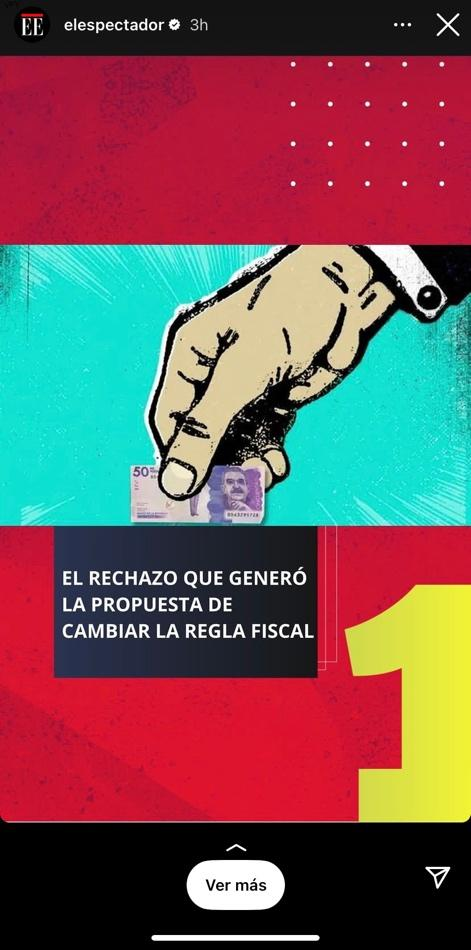 EE
elespectador
3h
50
EL RECHAZO QUE GENERÓ
LA PROPUESTA DE
CAMBIAR LA REGLA FISCAL
1
Ver más